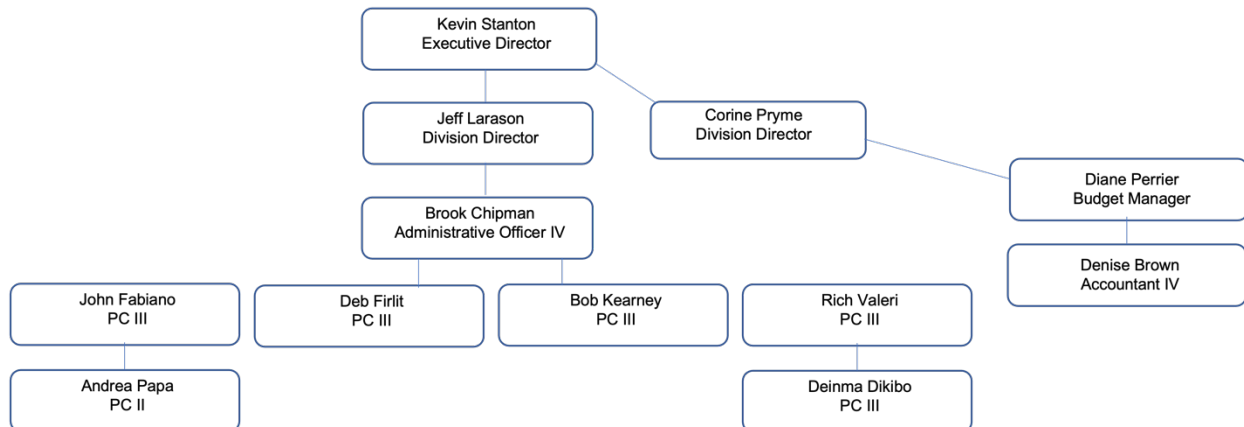 Kevin Stanton
Executive Director
Jeff Larason
Division Director
Corine Pryme
Division Director
Diane Perrier
Budget Manager
Brook Chipman
Administrative Officer IV
Denise Brown
Accountant IV
John Fabiano
PC III
Deb Firlit
PC III
Bob Kearney
PC III
Rich Valeri
PC III
Andrea Papa
PC II
Deinma Dikibo
PC III